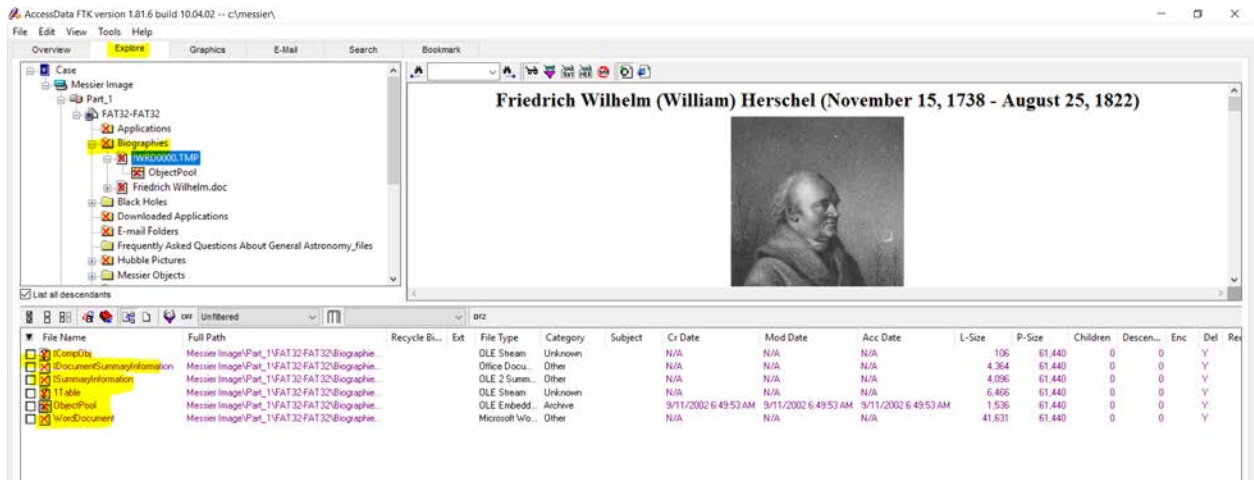 AccessData FTK version 1.81.6 build 10.04.02 -- c:\messier\
File Edit View Tools Help
Overview Explore Graphics E-Mail Search Bookmark
Case
Messier Image
Part_1
FAT32-FAT32
Applications
Biographies
!WRD0000.TMP
ObjectPool
Friedrich Wilhelm.doc
Black Holes
Downloaded Applications
E-mail Folders
Frequently Asked Questions About General Astronomy_files
Hubble Pictures
Messier Objects
List all descendants
Friedrich Wilhelm (William) Herschel (November 15, 1738 - August 25, 1822)
OFF Unfiltered
File Name Full Path Recycle Bi... Ext File Type Category Subject Cr Date Mod Date Acc Date L-Size P-Size Children Descen... Enc Del Rec
CompObj Messier Image\Part_1\FAT32-FAT32\Biographie... OLE Stream Unknown N/A N/A N/A 106 61,440 0 0 Y
DocumentSummaryInformation Messier Image\Part_1\FAT32-FAT32\Biographie... Office Docu... Other N/A N/A N/A 4,364 61,440 0 0 Y
SummaryInformation Messier Image\Part_1\FAT32-FAT32\Biographie... OLE 2 Summ... Other N/A N/A N/A 4,096 61,440 0 0 Y
1Table Messier Image\Part_1\FAT32-FAT32\Biographie... OLE Stream Unknown N/A N/A N/A 6,466 61,440 0 0 Y
ObjectPool Messier Image\Part_1\FAT32-FAT32\Biographie... OLE Embedd... Archive 9/11/2002 6:49:53 AM 9/11/2002 6:49:53 AM 9/11/2002 6:49:53 AM 1,536 61,440 0 0 Y
WordDocument Messier Image\Part_1\FAT32-FAT32\Biographie... Microsoft Wo... Other N/A N/A N/A 41,631 61,440 0 0 Y